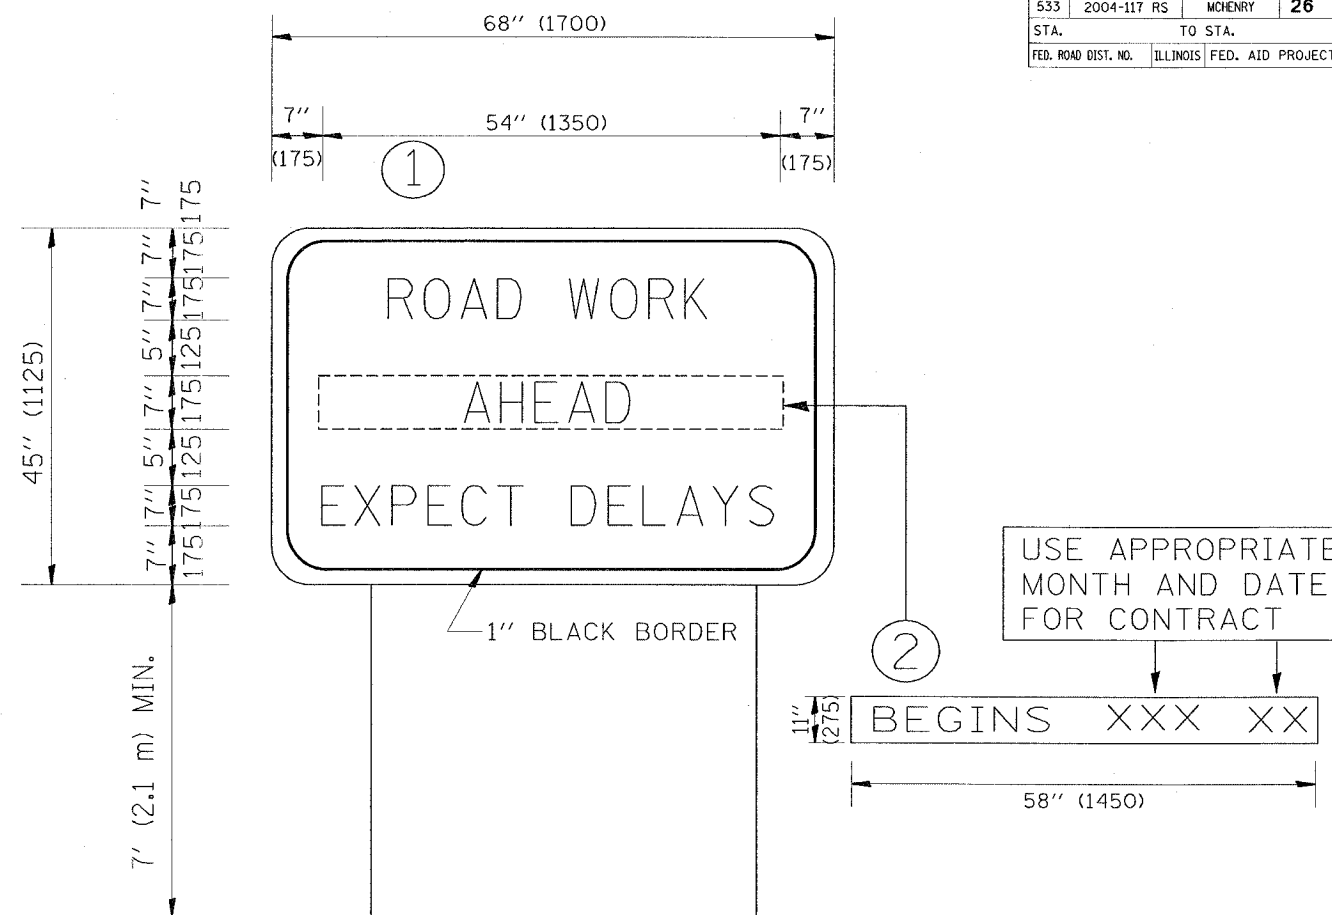 533 2004-117 RS MCHENRY 26
STA. TO STA.
FED. ROAD DIST. NO. ILLINOIS FED. AID PROJECT
68" (1700)
7" 54" (1350) 7"
(175) (175)
1
7" 175
7" 175
7" 175
5" 125
7" 175
5" 125
7" 175
7" 175
45" (1125)
ROAD WORK
AHEAD
EXPECT DELAYS
1" BLACK BORDER
7' (2.1 m) MIN.
2
USE APPROPRIATE
MONTH AND DATE
FOR CONTRACT
11"
(275)
BEGINS XXX XX
58" (1450)